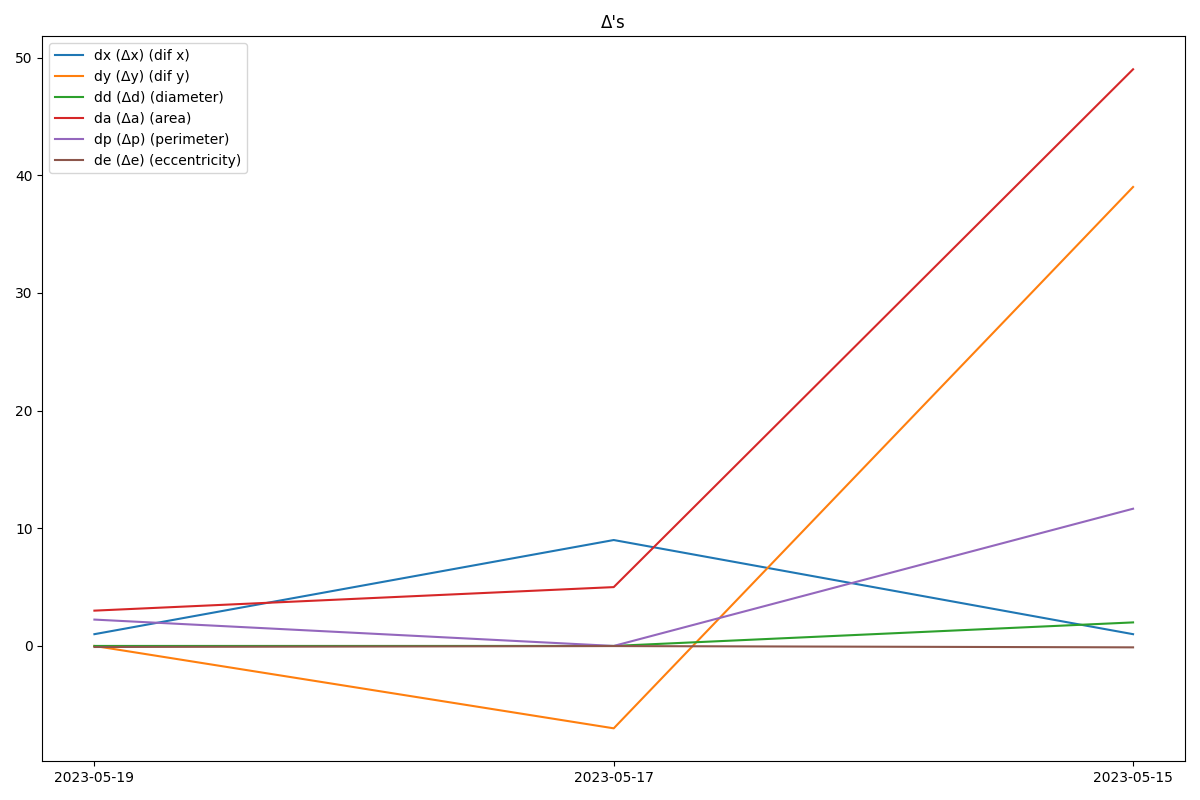 Δ's
dx (Δx) (dif x)
dy (Δy) (dif y)
dd (Δd) (diameter)
da (Δa) (area)
dp (Δp) (perimeter)
de (Δe) (eccentricity)
50
40
30
20
10
0
2023-05-19
2023-05-17
2023-05-15